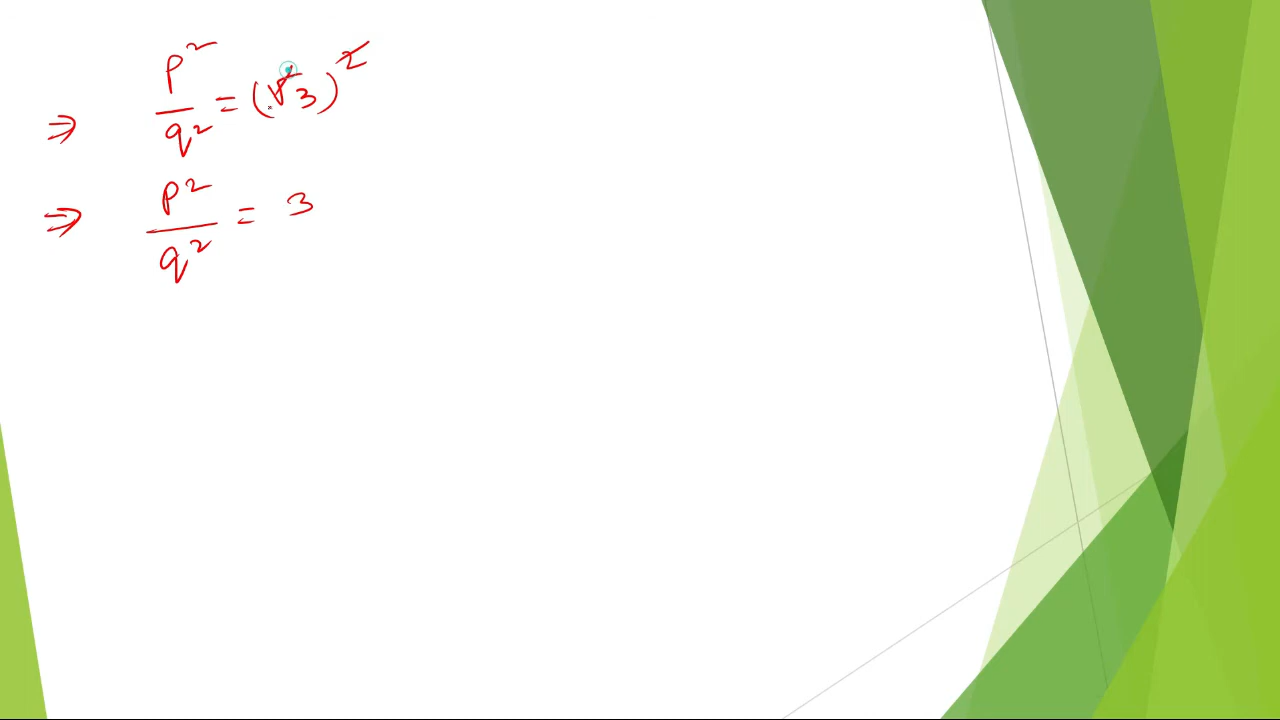 ⇒ p²/q² = (√3)²
⇒ p²/q² = 3